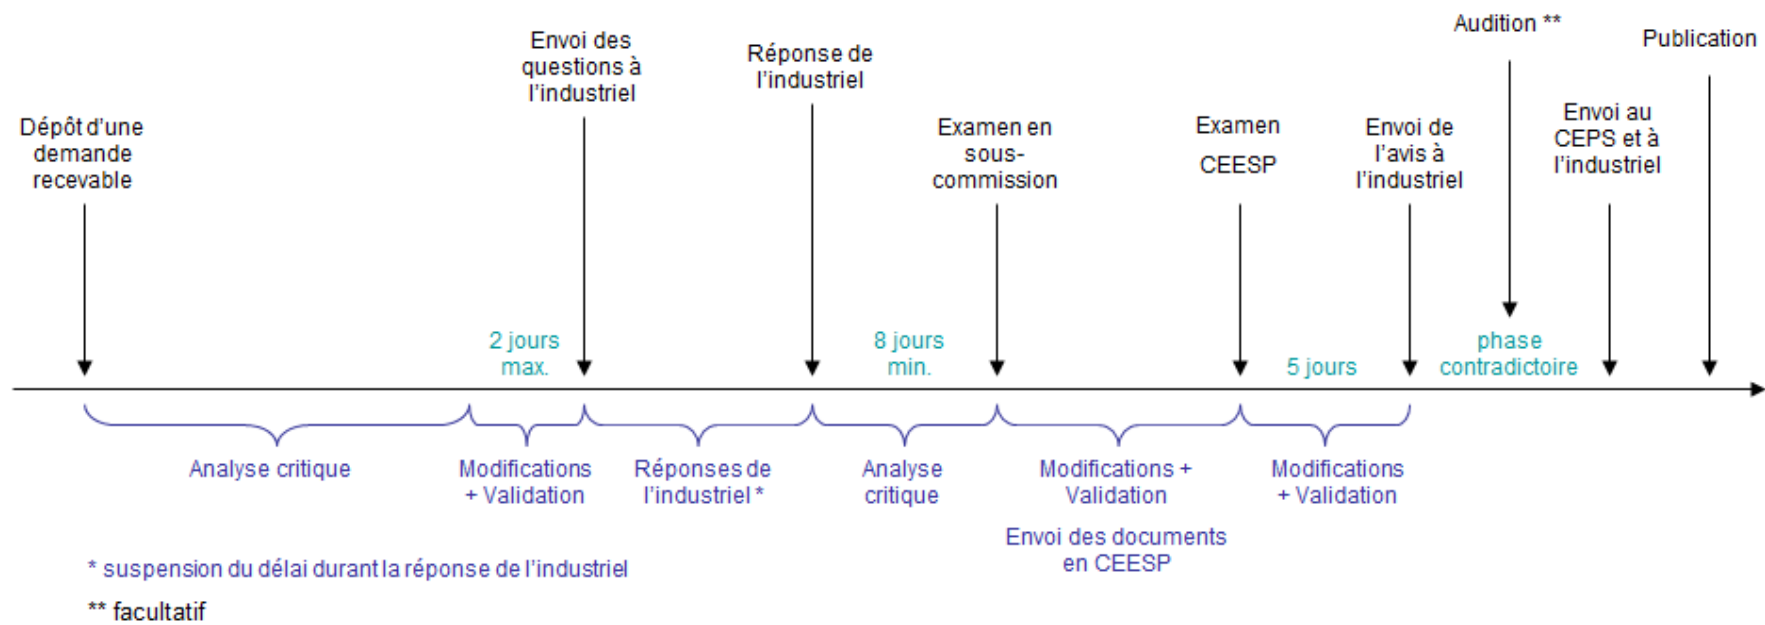 Dépôt d'une
demande
recevable
Envoi des
questions à
l'industriel
Réponse de
l'industriel
Examen en
sous-
commission
Examen
CEESP
Envoi de
l'avis à
l'industriel
Audition **
Envoi au
CEPS et à
l'industriel
Publication
2 jours
max.
8 jours
min.
5 jours
phase
contradictoire
Analyse critique
Modifications
+ Validation
Réponses de
l'industriel *
Analyse
critique
Modifications +
Validation
Envoi des documents
en CEESP
Modifications
+ Validation
* suspension du délai durant la réponse de l'industriel
** facultatif